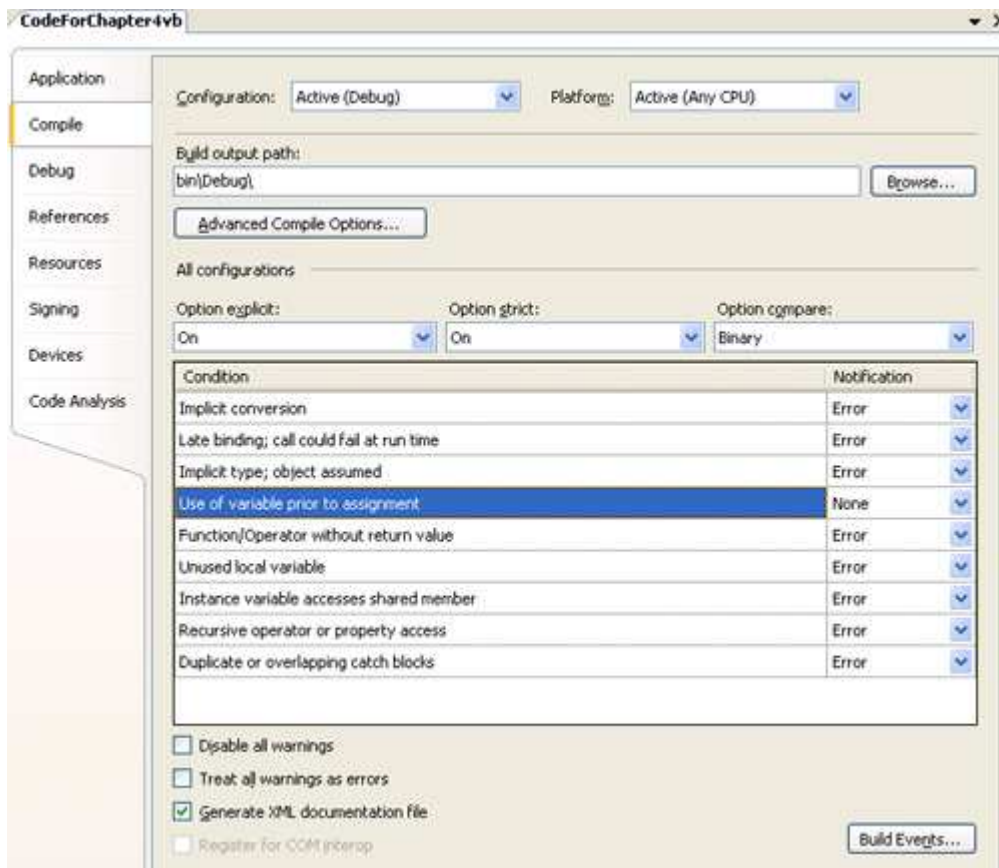 CodeForChapter4vb
Application
Compile
Debug
References
Resources
Signing
Devices
Code Analysis
Configuration: Active (Debug) Platform: Active (Any CPU)
Build output path:
bin\Debug\ Browse...
Advanced Compile Options...
All configurations
Option explicit: Option strict: Option compare:
On On Binary
Condition Notification
Implicit conversion Error
Late binding; call could fail at run time Error
Implicit type; object assumed Error
Use of variable prior to assignment None
Function/Operator without return value Error
Unused local variable Error
Instance variable accesses shared member Error
Recursive operator or property access Error
Duplicate or overlapping catch blocks Error
Disable all warnings
Treat all warnings as errors
Generate XML documentation file
Register for COM interop
Build Events...